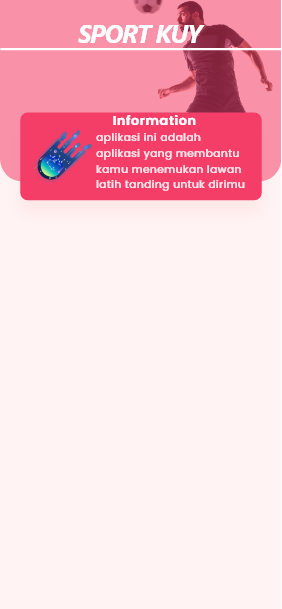 SPORT KUY
Information
aplikasi ini adalah
aplikasi yang membantu
kamu menemukan lawan
latih tanding untuk dirimu